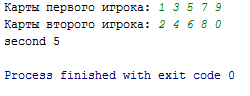 Карты первого игрока: 1 3 5 7 9
Карты второго игрока: 2 4 6 8 0
second 5
Process finished with exit code 0